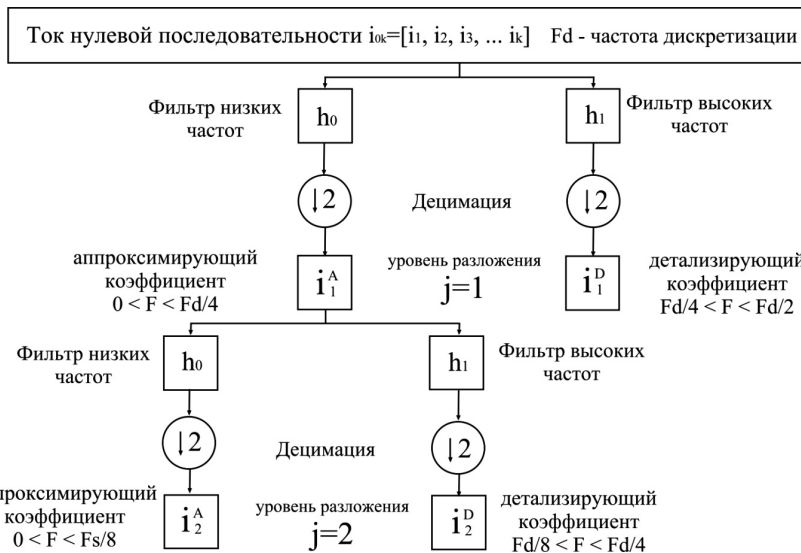 Ток нулевой последовательности i₀ₖ=[i₁, i₂, i₃, ... iₖ] Fd - частота дискретизации
Фильтр низких
частот
h₀
h₁
Фильтр высоких
частот
↓2
Децимация
↓2
аппроксимирующий
коэффициент
0 < F < Fd/4
i₁ᴬ
уровень разложения
j=1
i₁ᴰ
детализирующий
коэффициент
Fd/4 < F < Fd/2
Фильтр низких
частот
h₀
h₁
Фильтр высоких
частот
↓2
Децимация
↓2
проксимирующий
коэффициент
0 < F < Fs/8
i₂ᴬ
уровень разложения
j=2
i₂ᴰ
детализирующий
коэффициент
Fd/8 < F < Fd/4